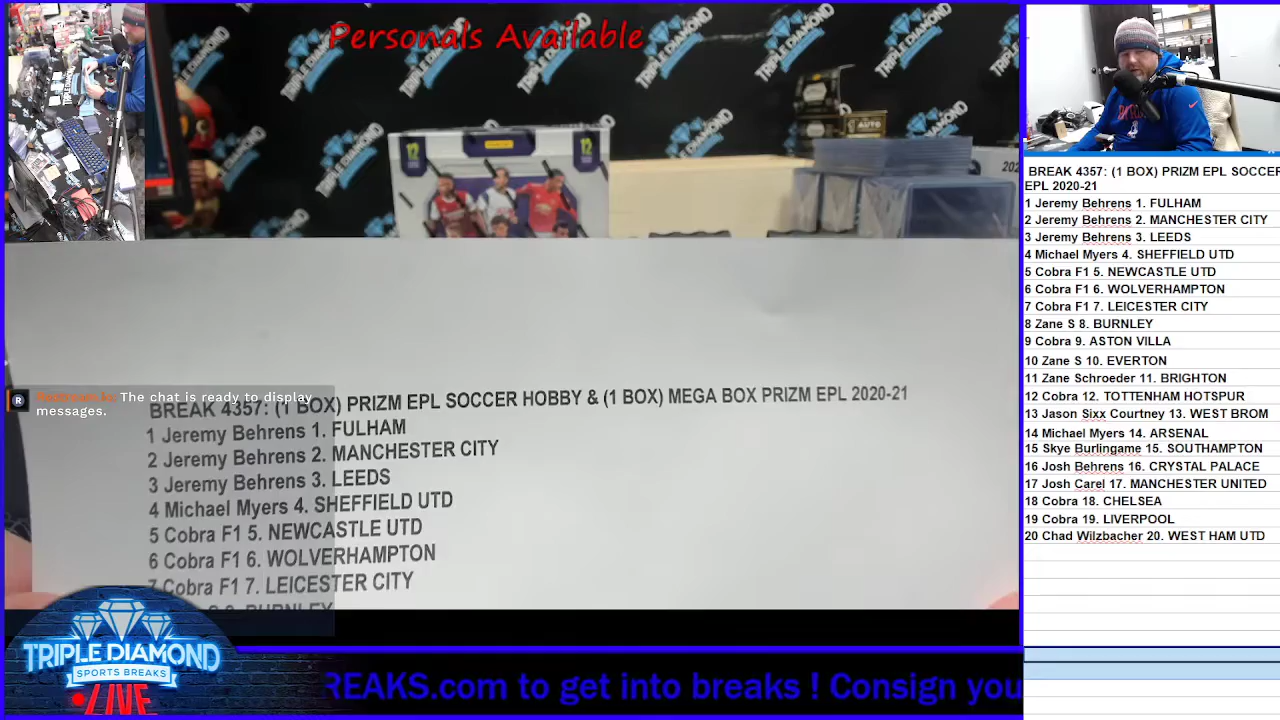 Personals Available
TRIPLE DIAMOND
12
12
AUTO
202
The chat is ready to display
messages.
BREAK 4357: (1 BOX) PRIZM EPL SOCCER HOBBY & (1 BOX) MEGA BOX PRIZM EPL 2020-21
1 Jeremy Behrens 1. FULHAM
2 Jeremy Behrens 2. MANCHESTER CITY
3 Jeremy Behrens 3. LEEDS
4 Michael Myers 4. SHEFFIELD UTD
5 Cobra F1 5. NEWCASTLE UTD
6 Cobra F1 6. WOLVERHAMPTON
7 Cobra F1 7. LEICESTER CITY
BURNLEY
TRIPLE DIAMOND
SPORTS BREAKS
LIVE
REAKS.com to get into breaks ! Consign you
BREAK 4357: (1 BOX) PRIZM EPL SOCCER
EPL 2020-21
1 Jeremy Behrens 1. FULHAM
2 Jeremy Behrens 2. MANCHESTER CITY
3 Jeremy Behrens 3. LEEDS
4 Michael Myers 4. SHEFFIELD UTD
5 Cobra F1 5. NEWCASTLE UTD
6 Cobra F1 6. WOLVERHAMPTON
7 Cobra F1 7. LEICESTER CITY
8 Zane S 8. BURNLEY
9 Cobra 9. ASTON VILLA
10 Zane S 10. EVERTON
11 Zane Schroeder 11. BRIGHTON
12 Cobra 12. TOTTENHAM HOTSPUR
13 Jason Sixx Courtney 13. WEST BROM
14 Michael Myers 14. ARSENAL
15 Skye Burlingame 15. SOUTHAMPTON
16 Josh Behrens 16. CRYSTAL PALACE
17 Josh Carel 17. MANCHESTER UNITED
18 Cobra 18. CHELSEA
19 Cobra 19. LIVERPOOL
20 Chad Wilzbacher 20. WEST HAM UTD